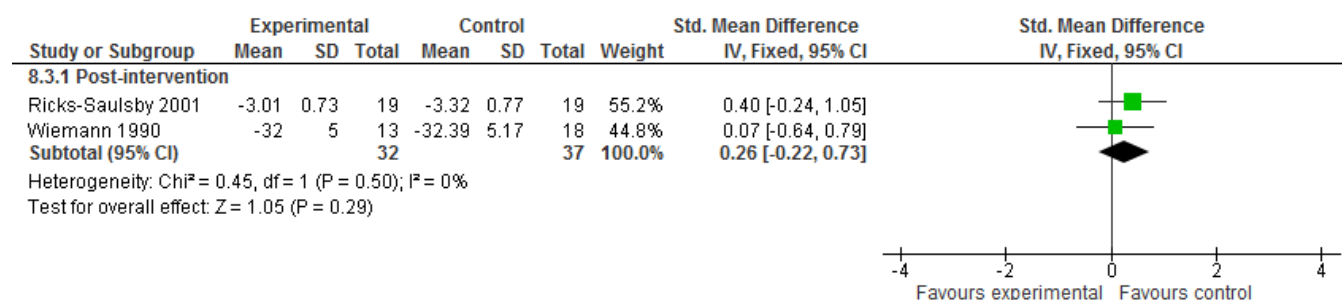 Experimental Control Std. Mean Difference Std. Mean Difference
Study or Subgroup Mean SD Total Mean SD Total Weight IV, Fixed, 95% CI IV, Fixed, 95% CI
8.3.1 Post-intervention
Ricks-Saulsby 2001 -3.01 0.73 19 -3.32 0.77 19 55.2% 0.40 [-0.24, 1.05]
Wiemann 1990 -32 5 13 -32.39 5.17 18 44.8% 0.07 [-0.64, 0.79]
Subtotal (95% CI) 32 37 100.0% 0.26 [-0.22, 0.73]
Heterogeneity: Chi² = 0.45, df = 1 (P = 0.50); I² = 0%
Test for overall effect: Z = 1.05 (P = 0.29)
-4 -2 0 2 4
Favours experimental Favours control